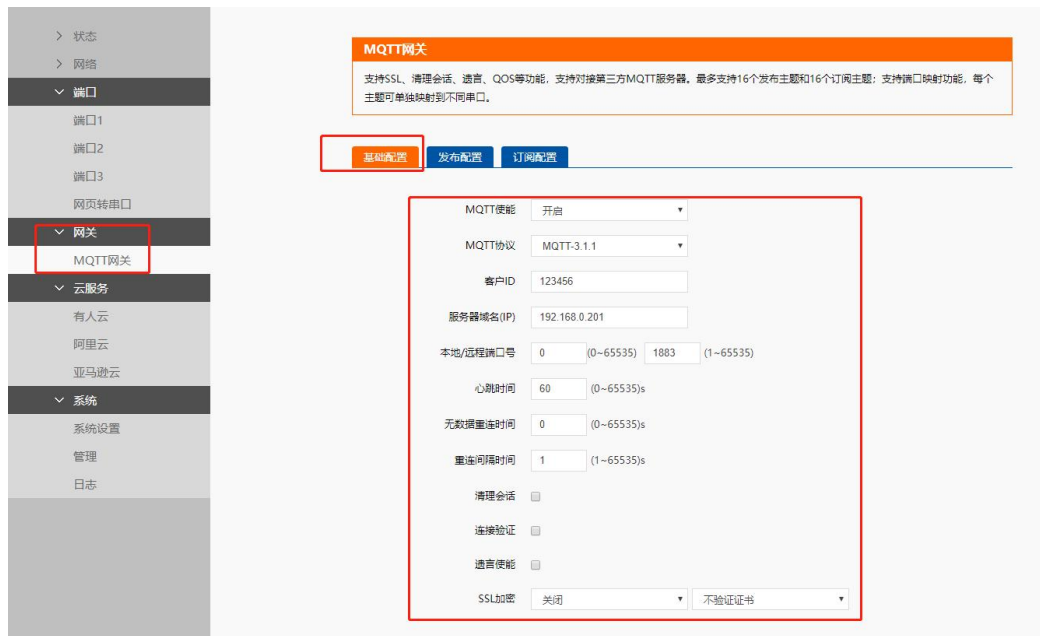 状态
网络
端口
端口1
端口2
端口3
网页转串口
网关
MQTT网关
云服务
有人云
阿里云
亚马逊云
系统
系统设置
管理
日志
MQTT网关
支持SSL、清理会话、遗言、QOS等功能，支持对接第三方MQTT服务器。最多支持16个发布主题和16个订阅主题；支持端口映射功能，每个
主题可单独映射到不同串口。
基础配置 发布配置 订阅配置
MQTT使能 开启
MQTT协议 MQTT-3.1.1
客户ID 123456
服务器域名(IP) 192.168.0.201
本地/远程端口号 0 (0~65535) 1883 (1~65535)
心跳时间 60 (0~65535)s
无数据重连时间 0 (0~65535)s
重连间隔时间 1 (1~65535)s
清理会话
连接验证
遗言使能
SSL加密 关闭 不验证证书